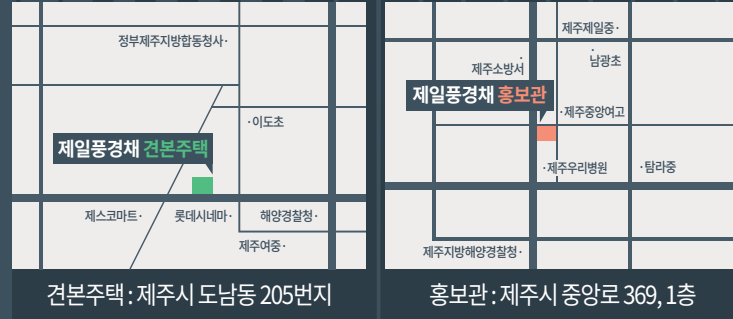 정부제주지방합동청사·
·이도초
제일풍경채 견본주택
제스코마트·
롯데시네마·
해양경찰청·
제주여중·
견본주택 : 제주시 도남동 205번지
제주제일중·
·남광초
제주소방서·
제일풍경채 홍보관
·제주중앙여고
·제주우리병원
·탐라중
제주지방해양경찰청·
홍보관 : 제주시 중앙로 369, 1층